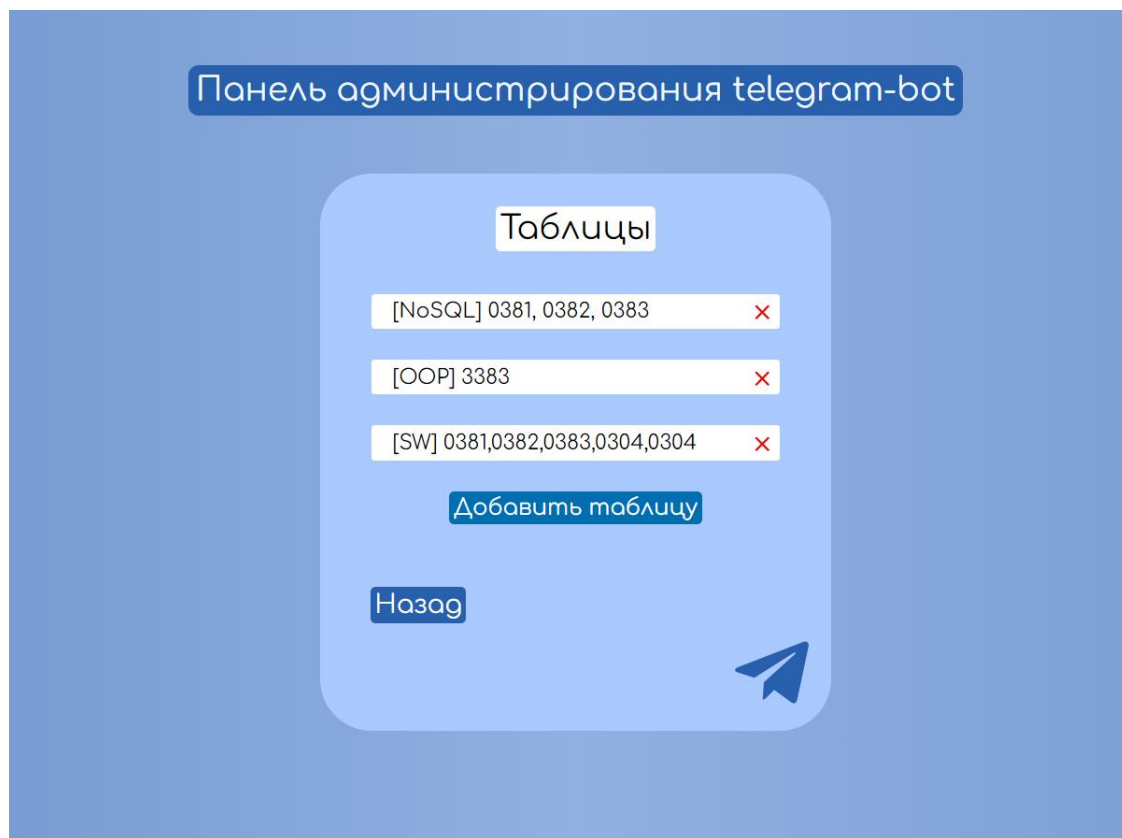 Панель администрирования telegram-bot
Таблицы
[NoSQL] 0381, 0382, 0383
[OOP] 3383
[SW] 0381,0382,0383,0304,0304
Добавить таблицу
Назад